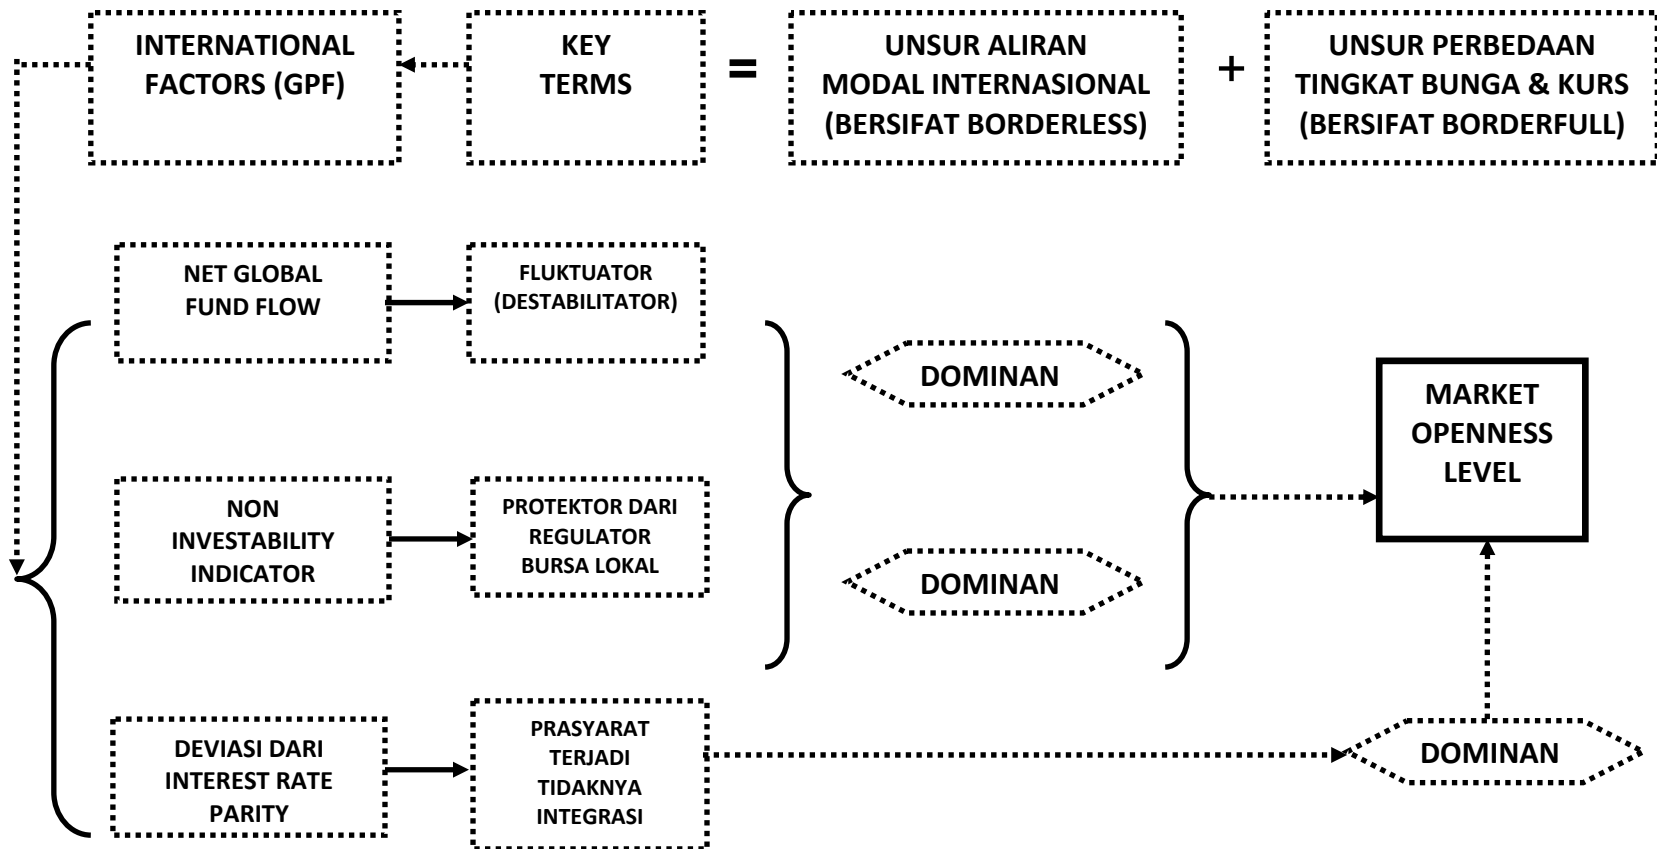 INTERNATIONAL
FACTORS (GPF)
KEY
TERMS
=
UNSUR ALIRAN
MODAL INTERNASIONAL
(BERSIFAT BORDERLESS)
+
UNSUR PERBEDAAN
TINGKAT BUNGA & KURS
(BERSIFAT BORDERFULL)
NET GLOBAL
FUND FLOW
FLUKTUATOR
(DESTABILITATOR)
DOMINAN
MARKET
OPENNESS
LEVEL
NON
INVESTABILITY
INDICATOR
PROTEKTOR DARI
REGULATOR
BURSA LOKAL
DOMINAN
DEVIASI DARI
INTEREST RATE
PARITY
PRASYARAT
TERJADI
TIDAKNYA
INTEGRASI
DOMINAN